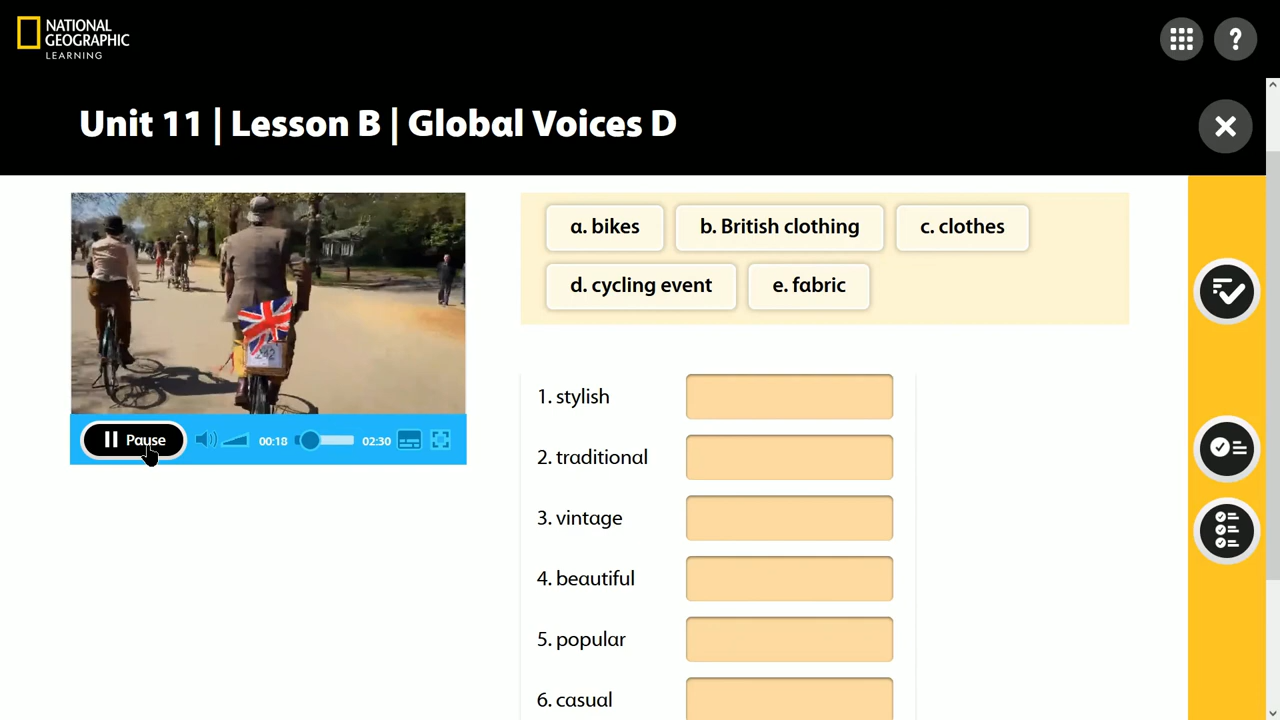 NATIONAL
GEOGRAPHIC
LEARNING
?
Unit 11 | Lesson B | Global Voices D
a. bikes
b. British clothing
c. clothes
d. cycling event
e. fabric
242
Pause
00:18
02:30
1. stylish
2. traditional
3. vintage
4. beautiful
5. popular
6. casual